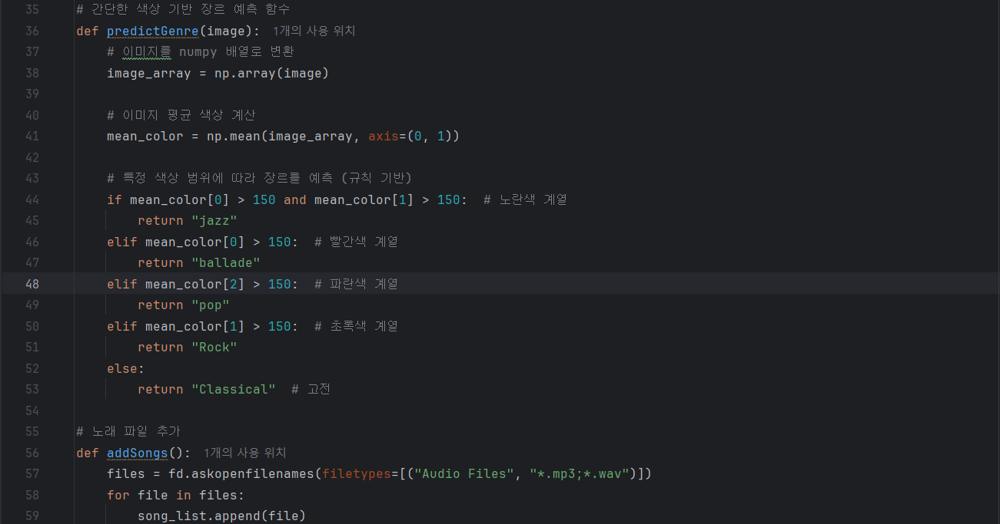 35 # 간단한 색상 기반 장르 예측 함수
36 def predictGenre(image): 1개의 사용 위치
37 # 이미지를 numpy 배열로 변환
38 image_array = np.array(image)
39
40 # 이미지 평균 색상 계산
41 mean_color = np.mean(image_array, axis=(0, 1))
42
43 # 특정 색상 범위에 따라 장르를 예측 (규칙 기반)
44 if mean_color[0] > 150 and mean_color[1] > 150: # 노란색 계열
45 return "jazz"
46 elif mean_color[0] > 150: # 빨간색 계열
47 return "ballade"
48 elif mean_color[2] > 150: # 파란색 계열
49 return "pop"
50 elif mean_color[1] > 150: # 초록색 계열
51 return "Rock"
52 else:
53 return "Classical" # 고전
54
55 # 노래 파일 추가
56 def addSongs(): 1개의 사용 위치
57 files = fd.askopenfilenames(filetypes=[("Audio Files", "*.mp3;*.wav")])
58 for file in files:
59 song_list.append(file)